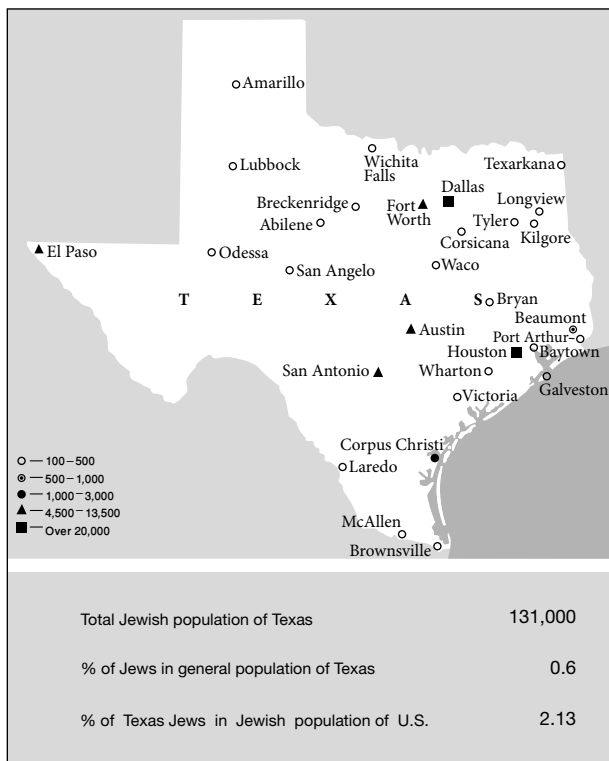 Amarillo
Lubbock
Wichita
Falls
Texarkana
Dallas
Breckenridge
Fort
Worth
Longview
Abilene
Tyler
Kilgore
Corsicana
El Paso
Odessa
Waco
San Angelo
T E X A S
Bryan
Beaumont
Austin
Port Arthur
Houston
Baytown
San Antonio
Wharton
Galveston
Victoria
Corpus Christi
Laredo
McAllen
Brownsville
— 100–500
— 500–1,000
— 1,000–3,000
— 4,500–13,500
— Over 20,000
Total Jewish population of Texas 131,000
% of Jews in general population of Texas 0.6
% of Texas Jews in Jewish population of U.S. 2.13